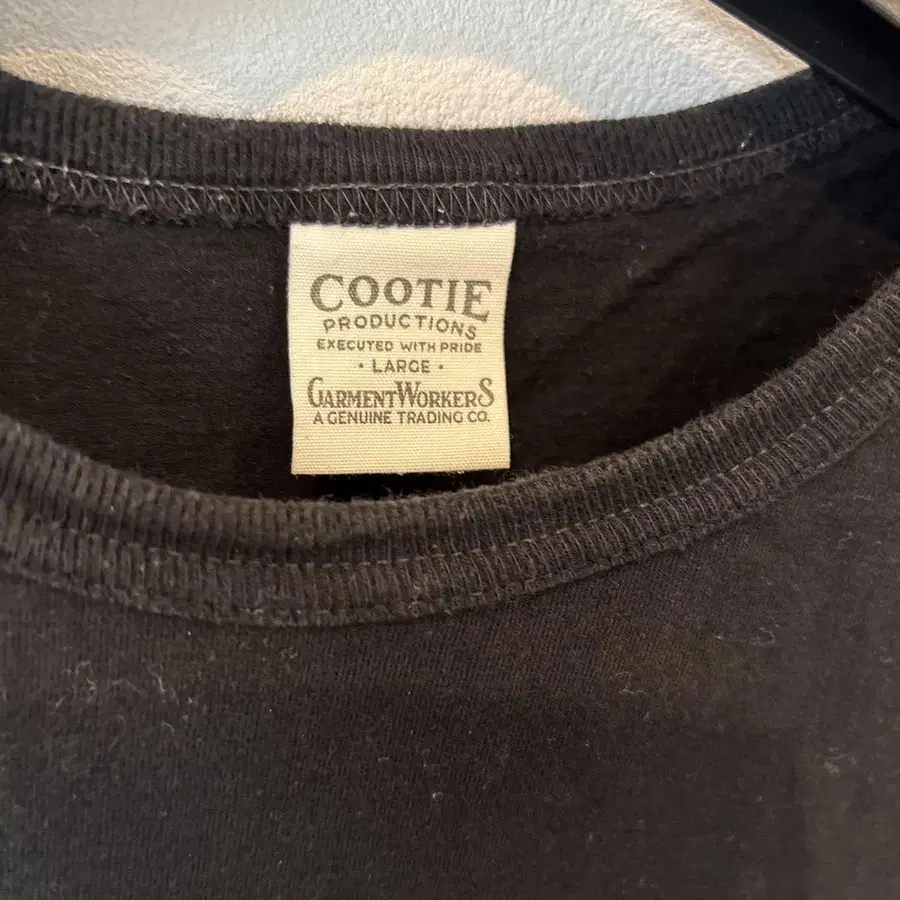 COOTIE
PRODUCTIONS
EXECUTED WITH PRIDE
· LARGE ·
GARMENTWORKERS
A GENUINE TRADING CO.